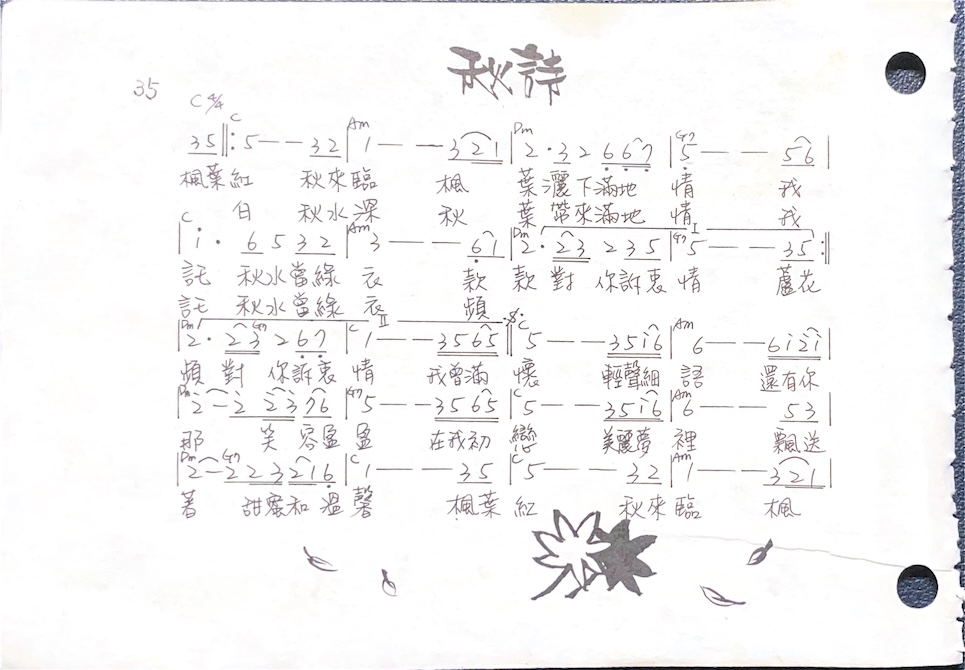 秋詩
35
C 4/4
C Am Dm G7
35‖: 5 — — 32 | 1 — — 321 | 2 · 32 667 | 5 — — 56 |
楓葉紅 秋來臨 楓 葉灑下滿地 情 我
白 秋水深 秋 葉帶來滿地 情 我
C Am Dm G7 I
| i · 6532 | 3 — — 61 | 2 · 23 235 | 5 — — 35 :‖
託 秋水當綠 衣 款 款對 你訴衷情 蘆花
託 秋水當綠 衣 頻
Dm G7 C II C Am
| 2 · 23 2 67 | 1 — — 3565 ‖ 5 — — 35i6 | 6 — — 6i2i |
頻 對 你訴衷 情 我曾滿 懷 輕聲細 語 還有你
Dm G7 C Am
| 2 — 2 2376 | 5 — — 3565 | 5 — — 35i6 | 6 — — 53 |
那 笑 容盈 盈 在我初 戀 美麗夢 裡 飄送
Dm G7 C C Am
| 2 — 2 23216 | 1 — — 35 | 5 — — 32 | 1 — — 321 |
著 甜蜜和 溫 馨 楓葉 紅 秋來臨 楓